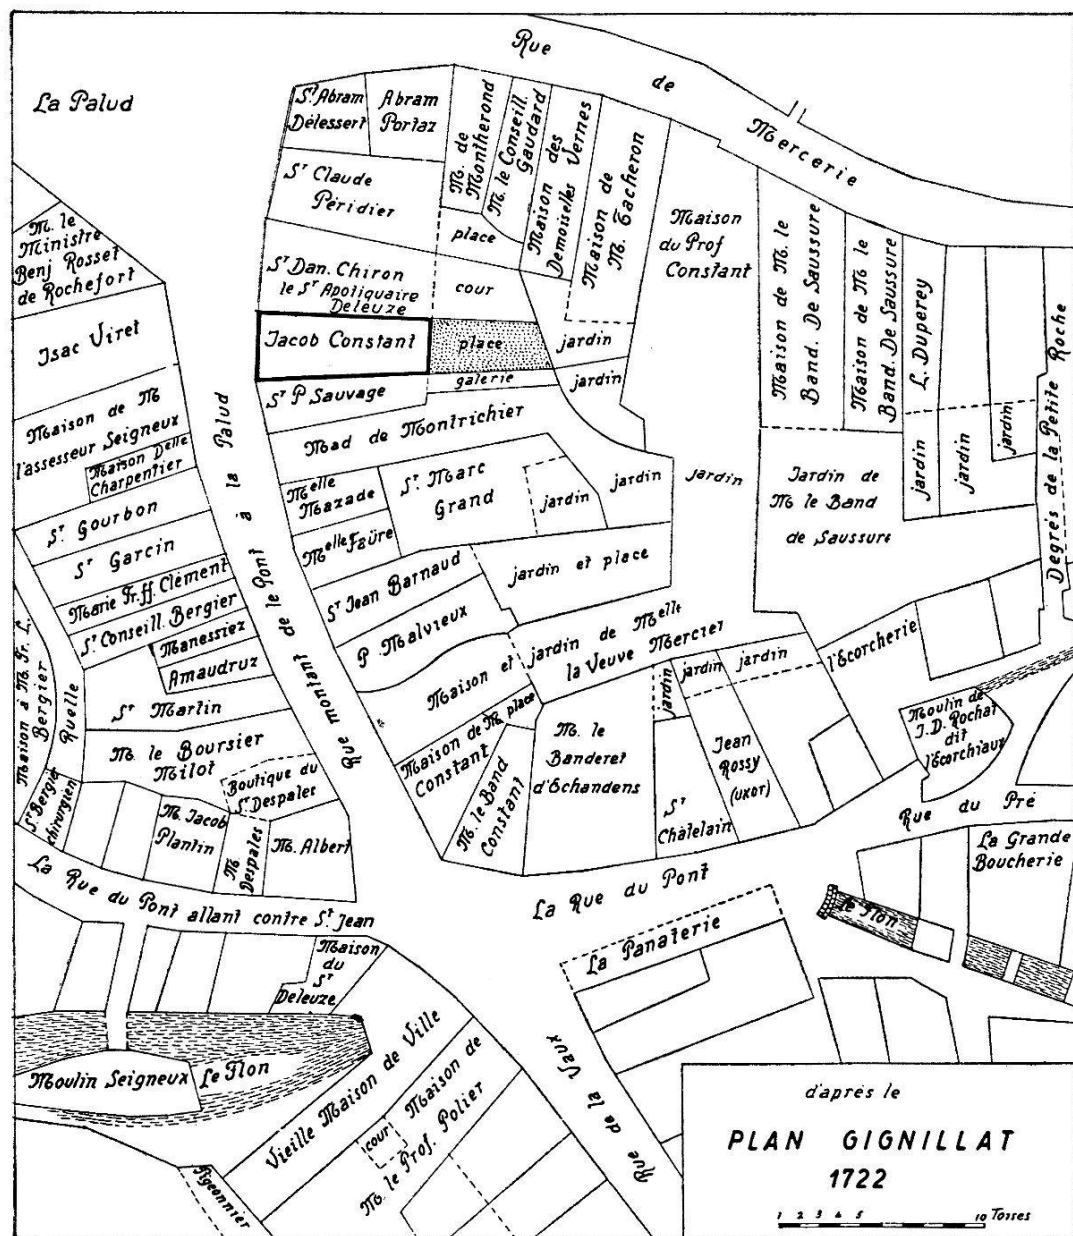 Rue
de
Mercerie
La Palud
Sʳ Abram
Délessert
Abram
Portaz
M. de
Montherond
M. le Conseill.
Gaudard
Maison des
Demoiselles Vernes
Maison de
M. Tacheron
Maison
du Prof
Constant
Maison de M. le
Band. De Saussure
Maison de M le
Band. De Saussure
L. Duperey
Degrés de la Petite Roche
Sʳ Claude
Péridier
place
M. le
Ministre
Benj Rosset
de Rochefort
Sʳ Dan. Chiron
le Sʳ Apotiquaire
Deleuze
cour
Isac Viret
Jacob Constant
place
jardin
galerie
jardin
Sʳ P Sauvage
Maison de M
l'assesseur Seigneux
Maison Delle
Charpentier
Mad de Montrichier
jardin
jardin
jardin
Melle
Mazade
Sʳ Marc
Grand
jardin
jardin
jardin
Jardin de
M le Band
de Saussure
Sʳ Gourbon
Sʳ Garcin
Melle Faüre
Marie Fr. ff. Clément
Sʳ Jean Barnaud
jardin et place
Sʳ Conseill. Bergier
Manessiez
P. Malvieux
Amaudruz
Maison et jardin de Melle
la Veuve Mercier
l'Ecorcherie
Rue montant de le Pont à la Palud
Maison à M. Fr. L.
Bergier
Ruelle
Sʳ Martin
jardin
jardin
jardin
Maison de M
Constant
place
Moulin de
J. D. Rochat
dit
l'Ecorchiaux
M. le Boursier
Milot
Boutique du
Sʳ Despales
M. le
Banderet
d'Echandens
Jean
Rossy
(uxor)
Sʳ Bergier
chirurgien
M. le Band
Constant
Sʳ
Châtelain
Rue du Pré
M. Jacob
Plantin
M
Despales
M. Albert
La Grande
Boucherie
La Rue du Pont allant contre Sᵗ Jean
La Rue du Pont
Le Flon
La Panaterie
Maison
du
Sʳ
Deleuze
Moulin Seigneux
Le Flon
Vieille Maison de Ville
Maison de
M. le Prof. Polier
cour
Rue de la Vaux
Pigeonnier
d'après le
PLAN GIGNILLAT
1722
1 2 3 4 5 10 Toises